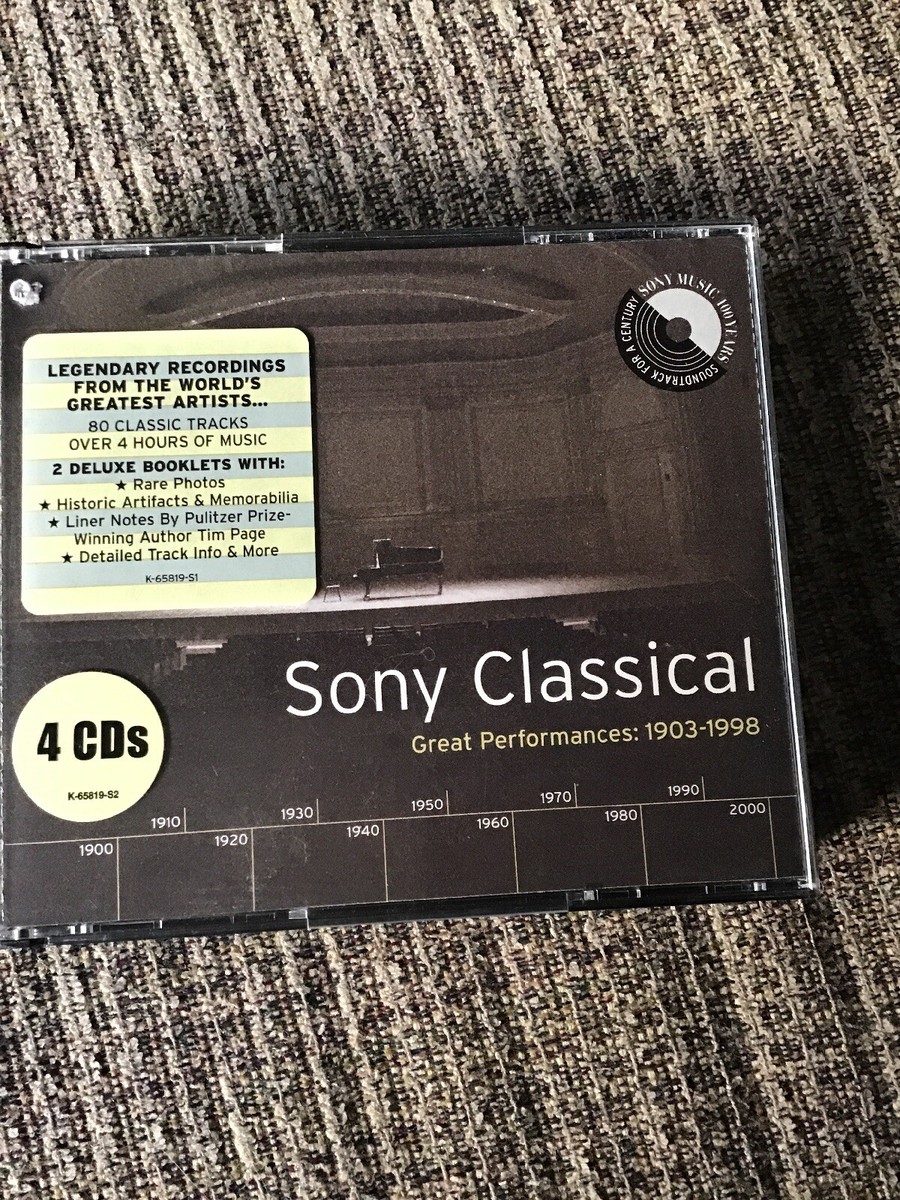 SONY MUSIC 100 YEARS
SOUNDTRACK FOR A CENTURY
LEGENDARY RECORDINGS
FROM THE WORLD'S
GREATEST ARTISTS...
80 CLASSIC TRACKS
OVER 4 HOURS OF MUSIC
2 DELUXE BOOKLETS WITH:
★ Rare Photos
★ Historic Artifacts & Memorabilia
★ Liner Notes By Pulitzer Prize-
Winning Author Tim Page
★ Detailed Track Info & More
K-65819-S1
Sony Classical
Great Performances: 1903-1998
4 CDs
K-65819-S2
1910 1930 1950 1970 1990
1900 1920 1940 1960 1980 2000